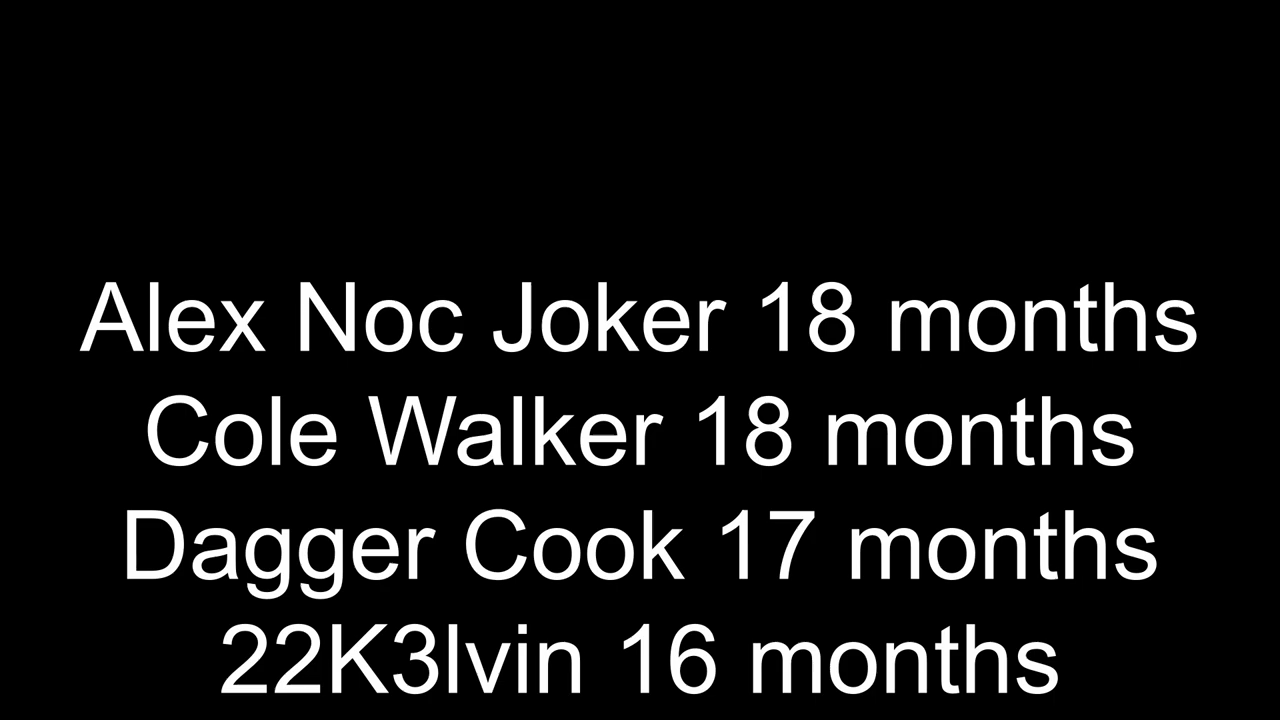 Alex Noc Joker 18 months
Cole Walker 18 months
Dagger Cook 17 months
22K3lvin 16 months